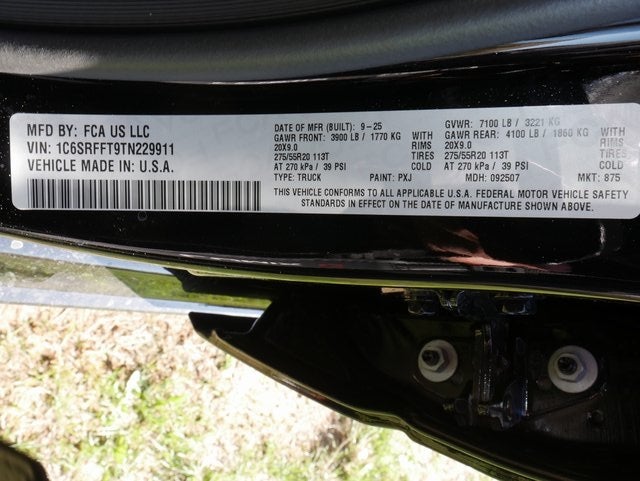 MFD BY: FCA US LLC
VIN: 1C6SRFFT9TN229911
VEHICLE MADE IN U.S.A.
DATE OF MFR (BUILT): 9-25
GAWR FRONT: 3900 LB / 1770 KG WITH
20X9.0 RIMS
275/55R20 113T TIRES
AT 270 kPa / 39 PSI COLD
TYPE: TRUCK PAINT: PXJ
GVWR: 7100 LB / 3221 KG
GAWR REAR: 4100 LB / 1860 KG WITH
20X9.0 RIMS
275/55R20 113T TIRES
AT 270 kPa / 39 PSI COLD
MDH: 092507 MKT: 875
THIS VEHICLE CONFORMS TO ALL APPLICABLE U.S.A. FEDERAL MOTOR VEHICLE SAFETY
STANDARDS IN EFFECT ON THE DATE OF MANUFACTURE SHOWN ABOVE.